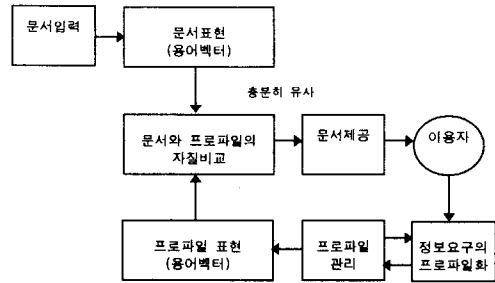 문서입력
문서표현
(용어벡터)
충분히 유사
문서와 프로파일의
자질비교
문서제공
이용자
프로파일 표현
(용어벡터)
프로파일
관리
정보요구의
프로파일화